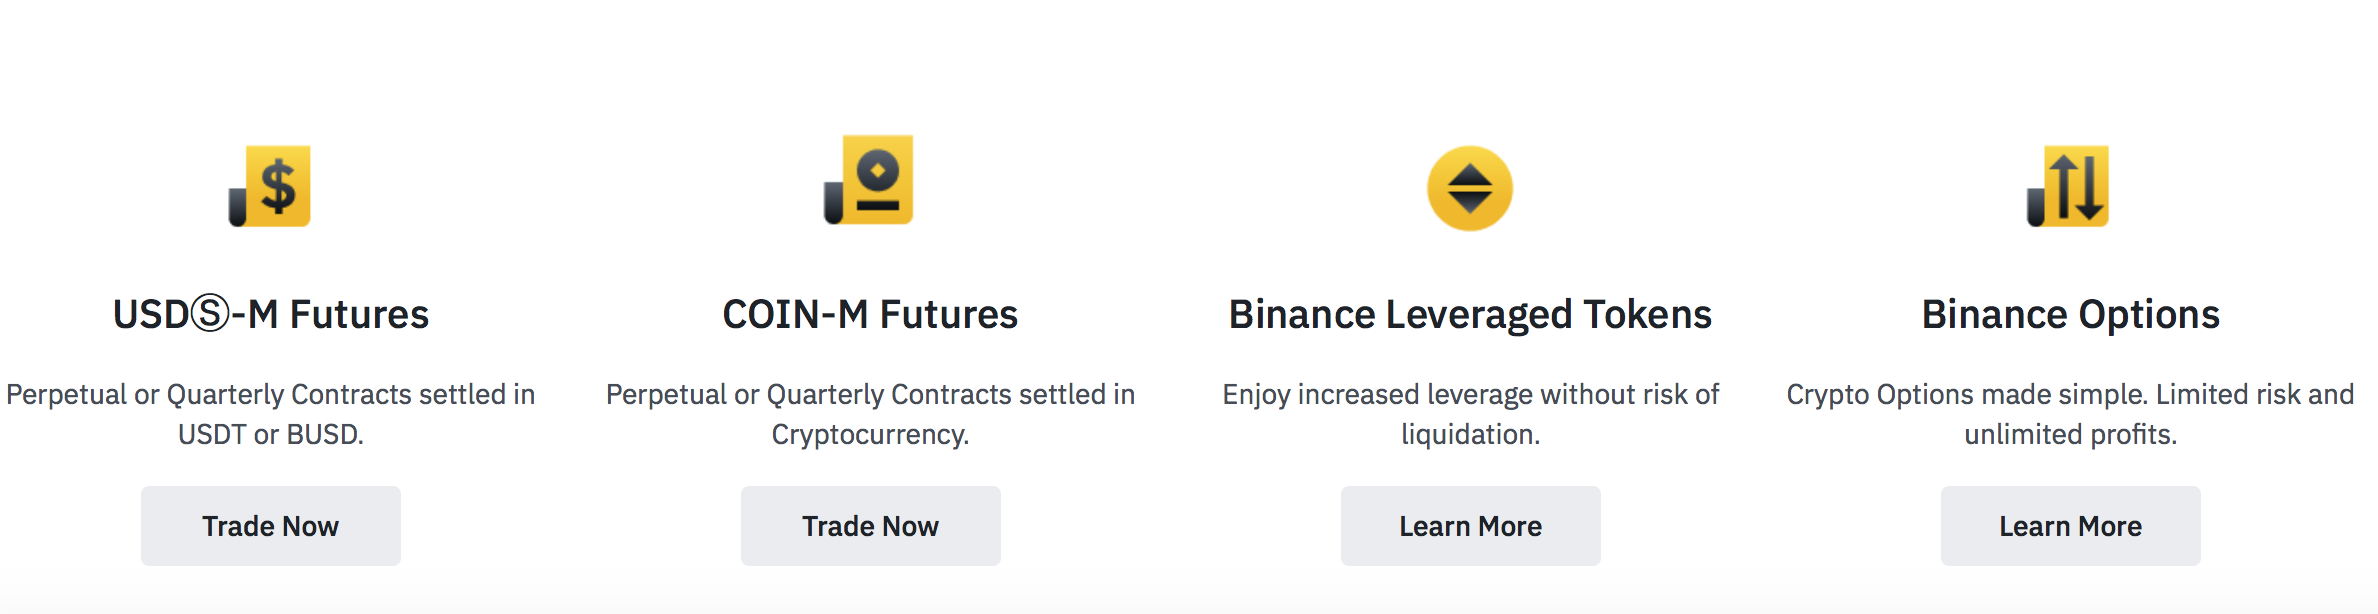 USDⓈ-M Futures
Perpetual or Quarterly Contracts settled in
USDT or BUSD.
Trade Now
COIN-M Futures
Perpetual or Quarterly Contracts settled in
Cryptocurrency.
Trade Now
Binance Leveraged Tokens
Enjoy increased leverage without risk of
liquidation.
Learn More
Binance Options
Crypto Options made simple. Limited risk and
unlimited profits.
Learn More